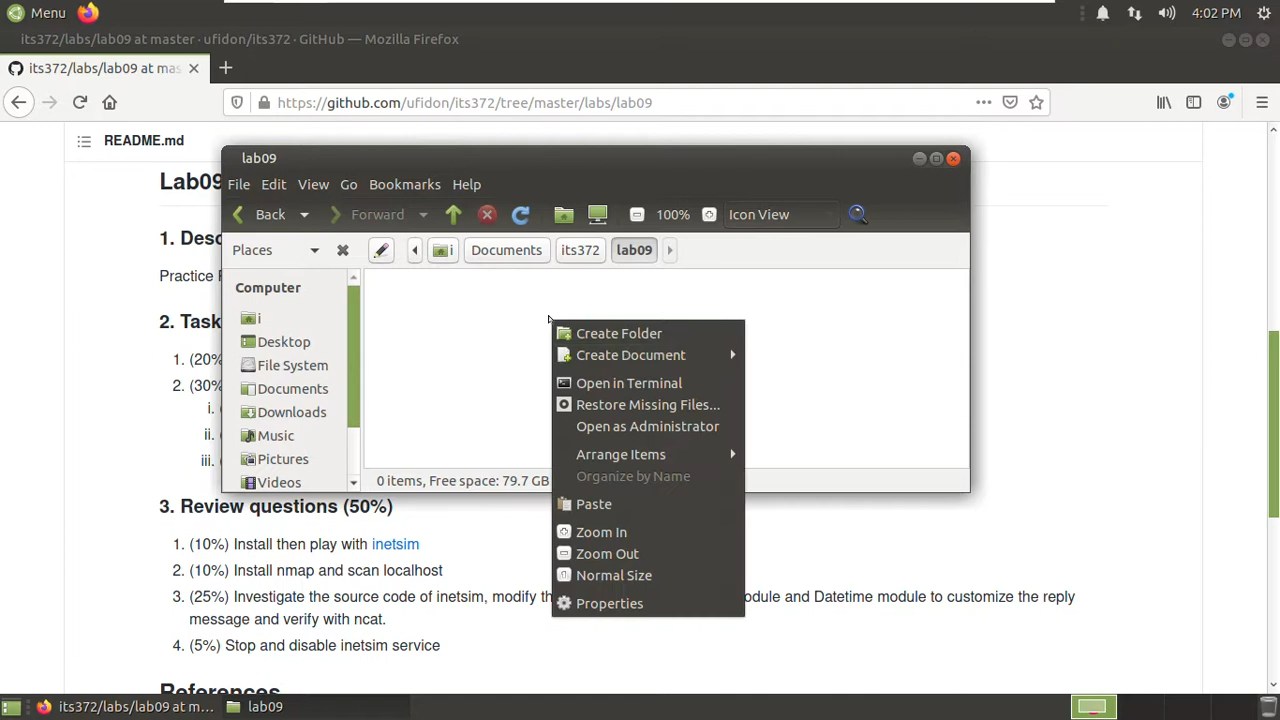 Menu
4:02 PM
its372/labs/lab09 at master · ufidon/its372 · GitHub — Mozilla Firefox
its372/labs/lab09 at mas
https://github.com/ufidon/its372/tree/master/labs/lab09
README.md
Lab09
1. Desc
Practice
2. Task
1. (20%
2. (30%
i.
ii.
iii.
lab09
File Edit View Go Bookmarks Help
Back Forward 100% Icon View
Places i Documents its372 lab09
Computer
i
Desktop
File System
Documents
Downloads
Music
Pictures
Videos
0 items, Free space: 79.7 GB
Create Folder
Create Document
Open in Terminal
Restore Missing Files...
Open as Administrator
Arrange Items
Organize by Name
Paste
Zoom In
Zoom Out
Normal Size
Properties
3. Review questions (50%)
1. (10%) Install then play with inetsim
2. (10%) Install nmap and scan localhost
3. (25%) Investigate the source code of inetsim, modify th odule and Datetime module to customize the reply
message and verify with ncat.
4. (5%) Stop and disable inetsim service
References
its372/labs/lab09 at m...
lab09